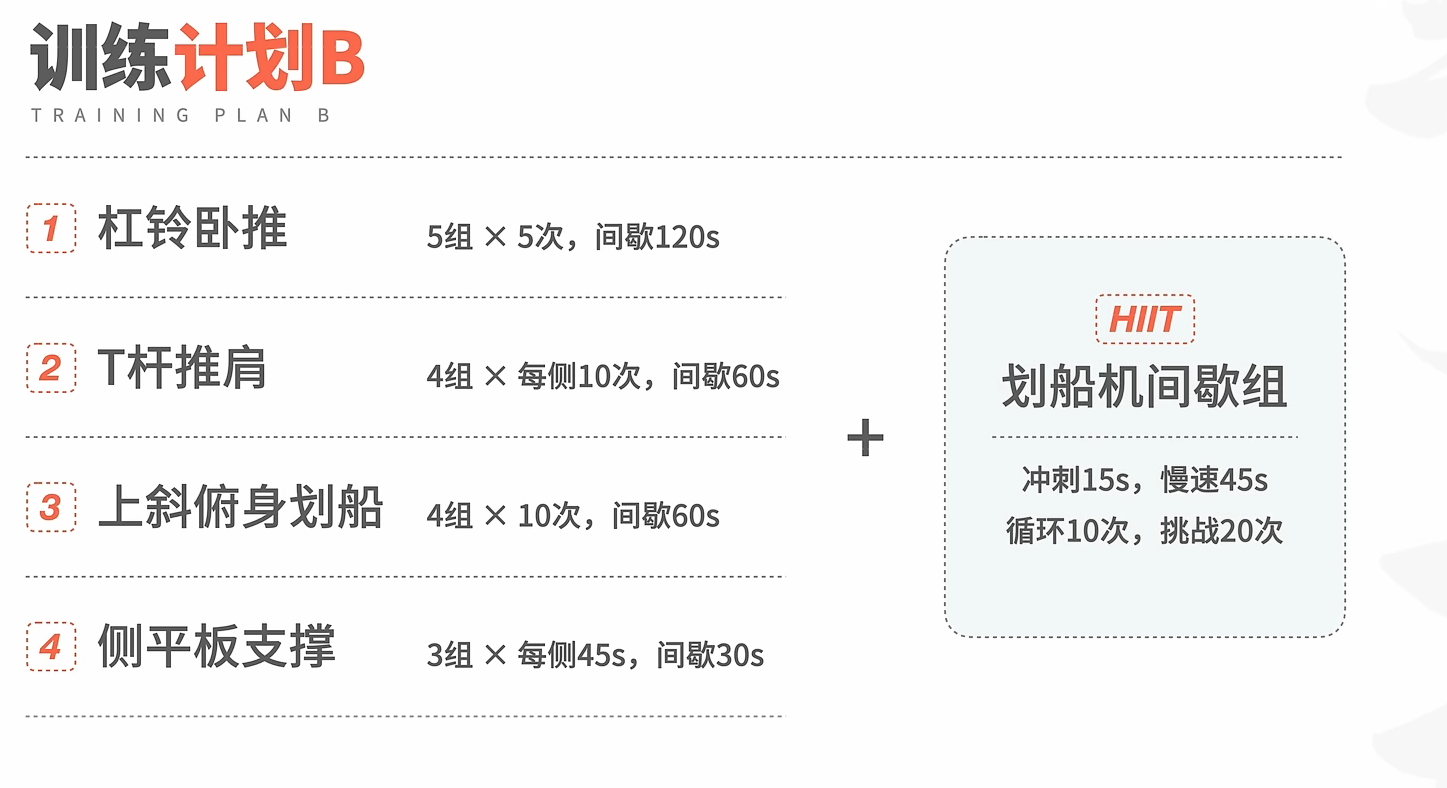 训练计划B
TRAINING PLAN B
1 杠铃卧推 5组 × 5次，间歇120s
2 T杆推肩 4组 × 每侧10次，间歇60s
3 上斜俯身划船 4组 × 10次，间歇60s
4 侧平板支撑 3组 × 每侧45s，间歇30s
+
HIIT
划船机间歇组
冲刺15s，慢速45s
循环10次，挑战20次